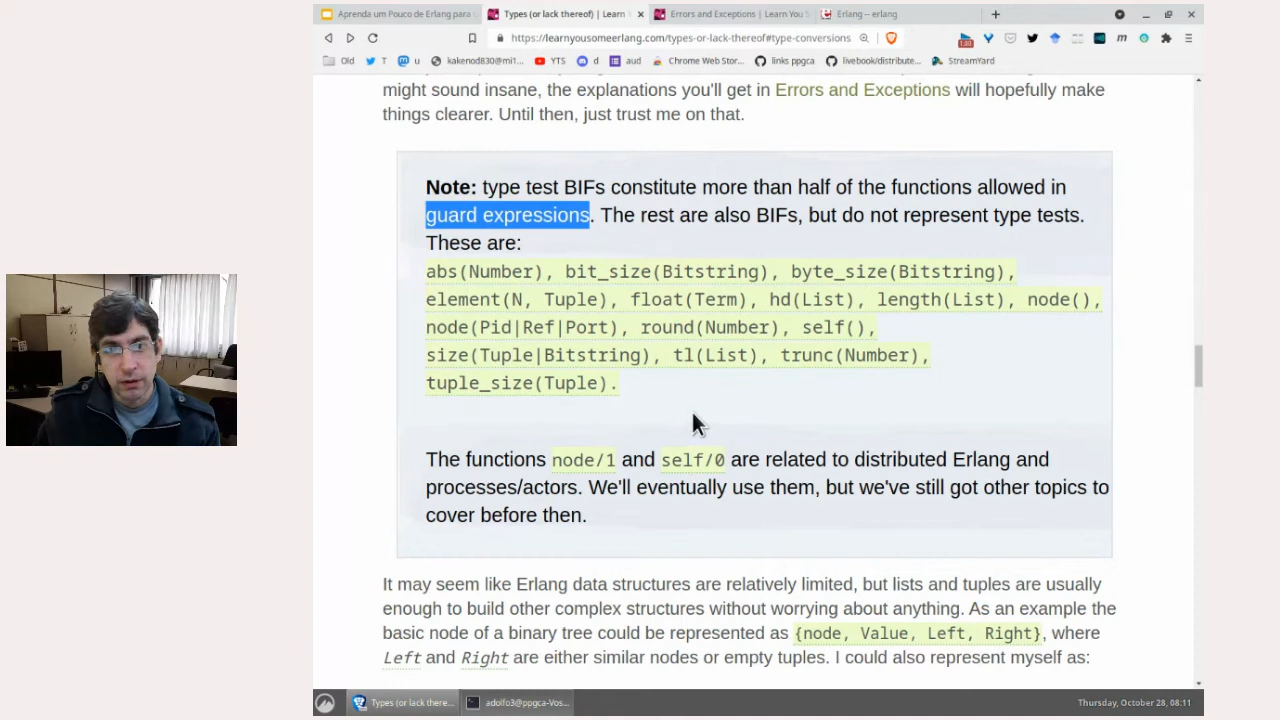 Aprenda um Pouco de Erlang para
Types (or lack thereof) | Learn
Errors and Exceptions | Learn You S
Erlang -- erlang
https://learnyousomeerlang.com/types-or-lack-thereof#type-conversions
Old
T
u
kakenod830@mi1...
YTS
d
aud
Chrome Web Stor...
links ppgca
livebook/distribute...
StreamYard
might sound insane, the explanations you'll get in Errors and Exceptions will hopefully make
things clearer. Until then, just trust me on that.
Note: type test BIFs constitute more than half of the functions allowed in
guard expressions. The rest are also BIFs, but do not represent type tests.
These are:
abs(Number), bit_size(Bitstring), byte_size(Bitstring),
element(N, Tuple), float(Term), hd(List), length(List), node(),
node(Pid|Ref|Port), round(Number), self(),
size(Tuple|Bitstring), tl(List), trunc(Number),
tuple_size(Tuple).
The functions node/1 and self/0 are related to distributed Erlang and
processes/actors. We'll eventually use them, but we've still got other topics to
cover before then.
It may seem like Erlang data structures are relatively limited, but lists and tuples are usually
enough to build other complex structures without worrying about anything. As an example the
basic node of a binary tree could be represented as {node, Value, Left, Right}, where
Left and Right are either similar nodes or empty tuples. I could also represent myself as:
Types (or lack there...
adolfo3@ppgca-Vos...
Thursday, October 28, 08:11